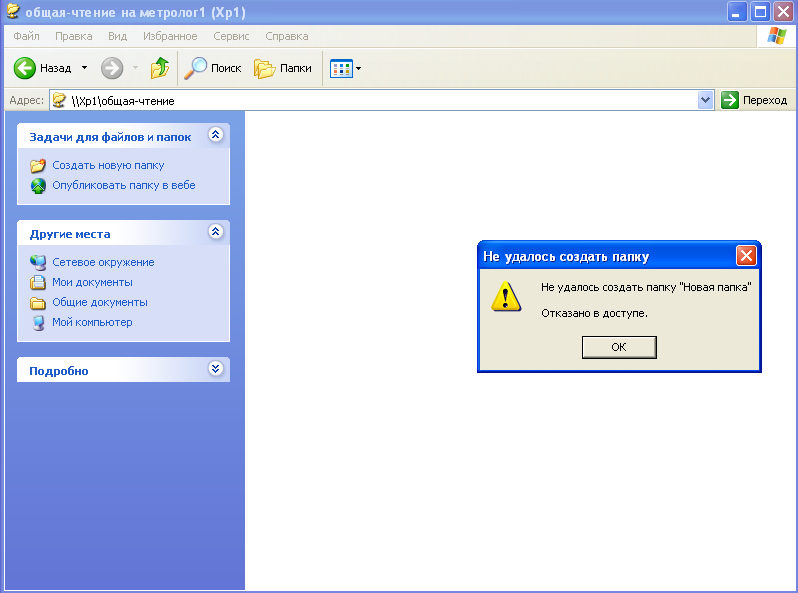 общая-чтение на метролог1 (Xp1)
Файл Правка Вид Избранное Сервис Справка
Назад Поиск Папки
Адрес: \\Xp1\общая-чтение Переход
Задачи для файлов и папок
Создать новую папку
Опубликовать папку в вебе
Другие места
Сетевое окружение
Мои документы
Общие документы
Мой компьютер
Подробно
Не удалось создать папку
Не удалось создать папку "Новая папка"
Отказано в доступе.
OK